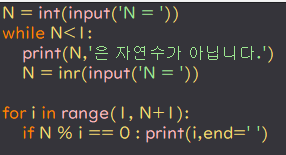 N = int(input('N = '))
while N<1:
    print(N,'은 자연수가 아닙니다.')
    N = inr(input('N = '))

for i in range(1, N+1):
    if N % i == 0 : print(i,end=' ')